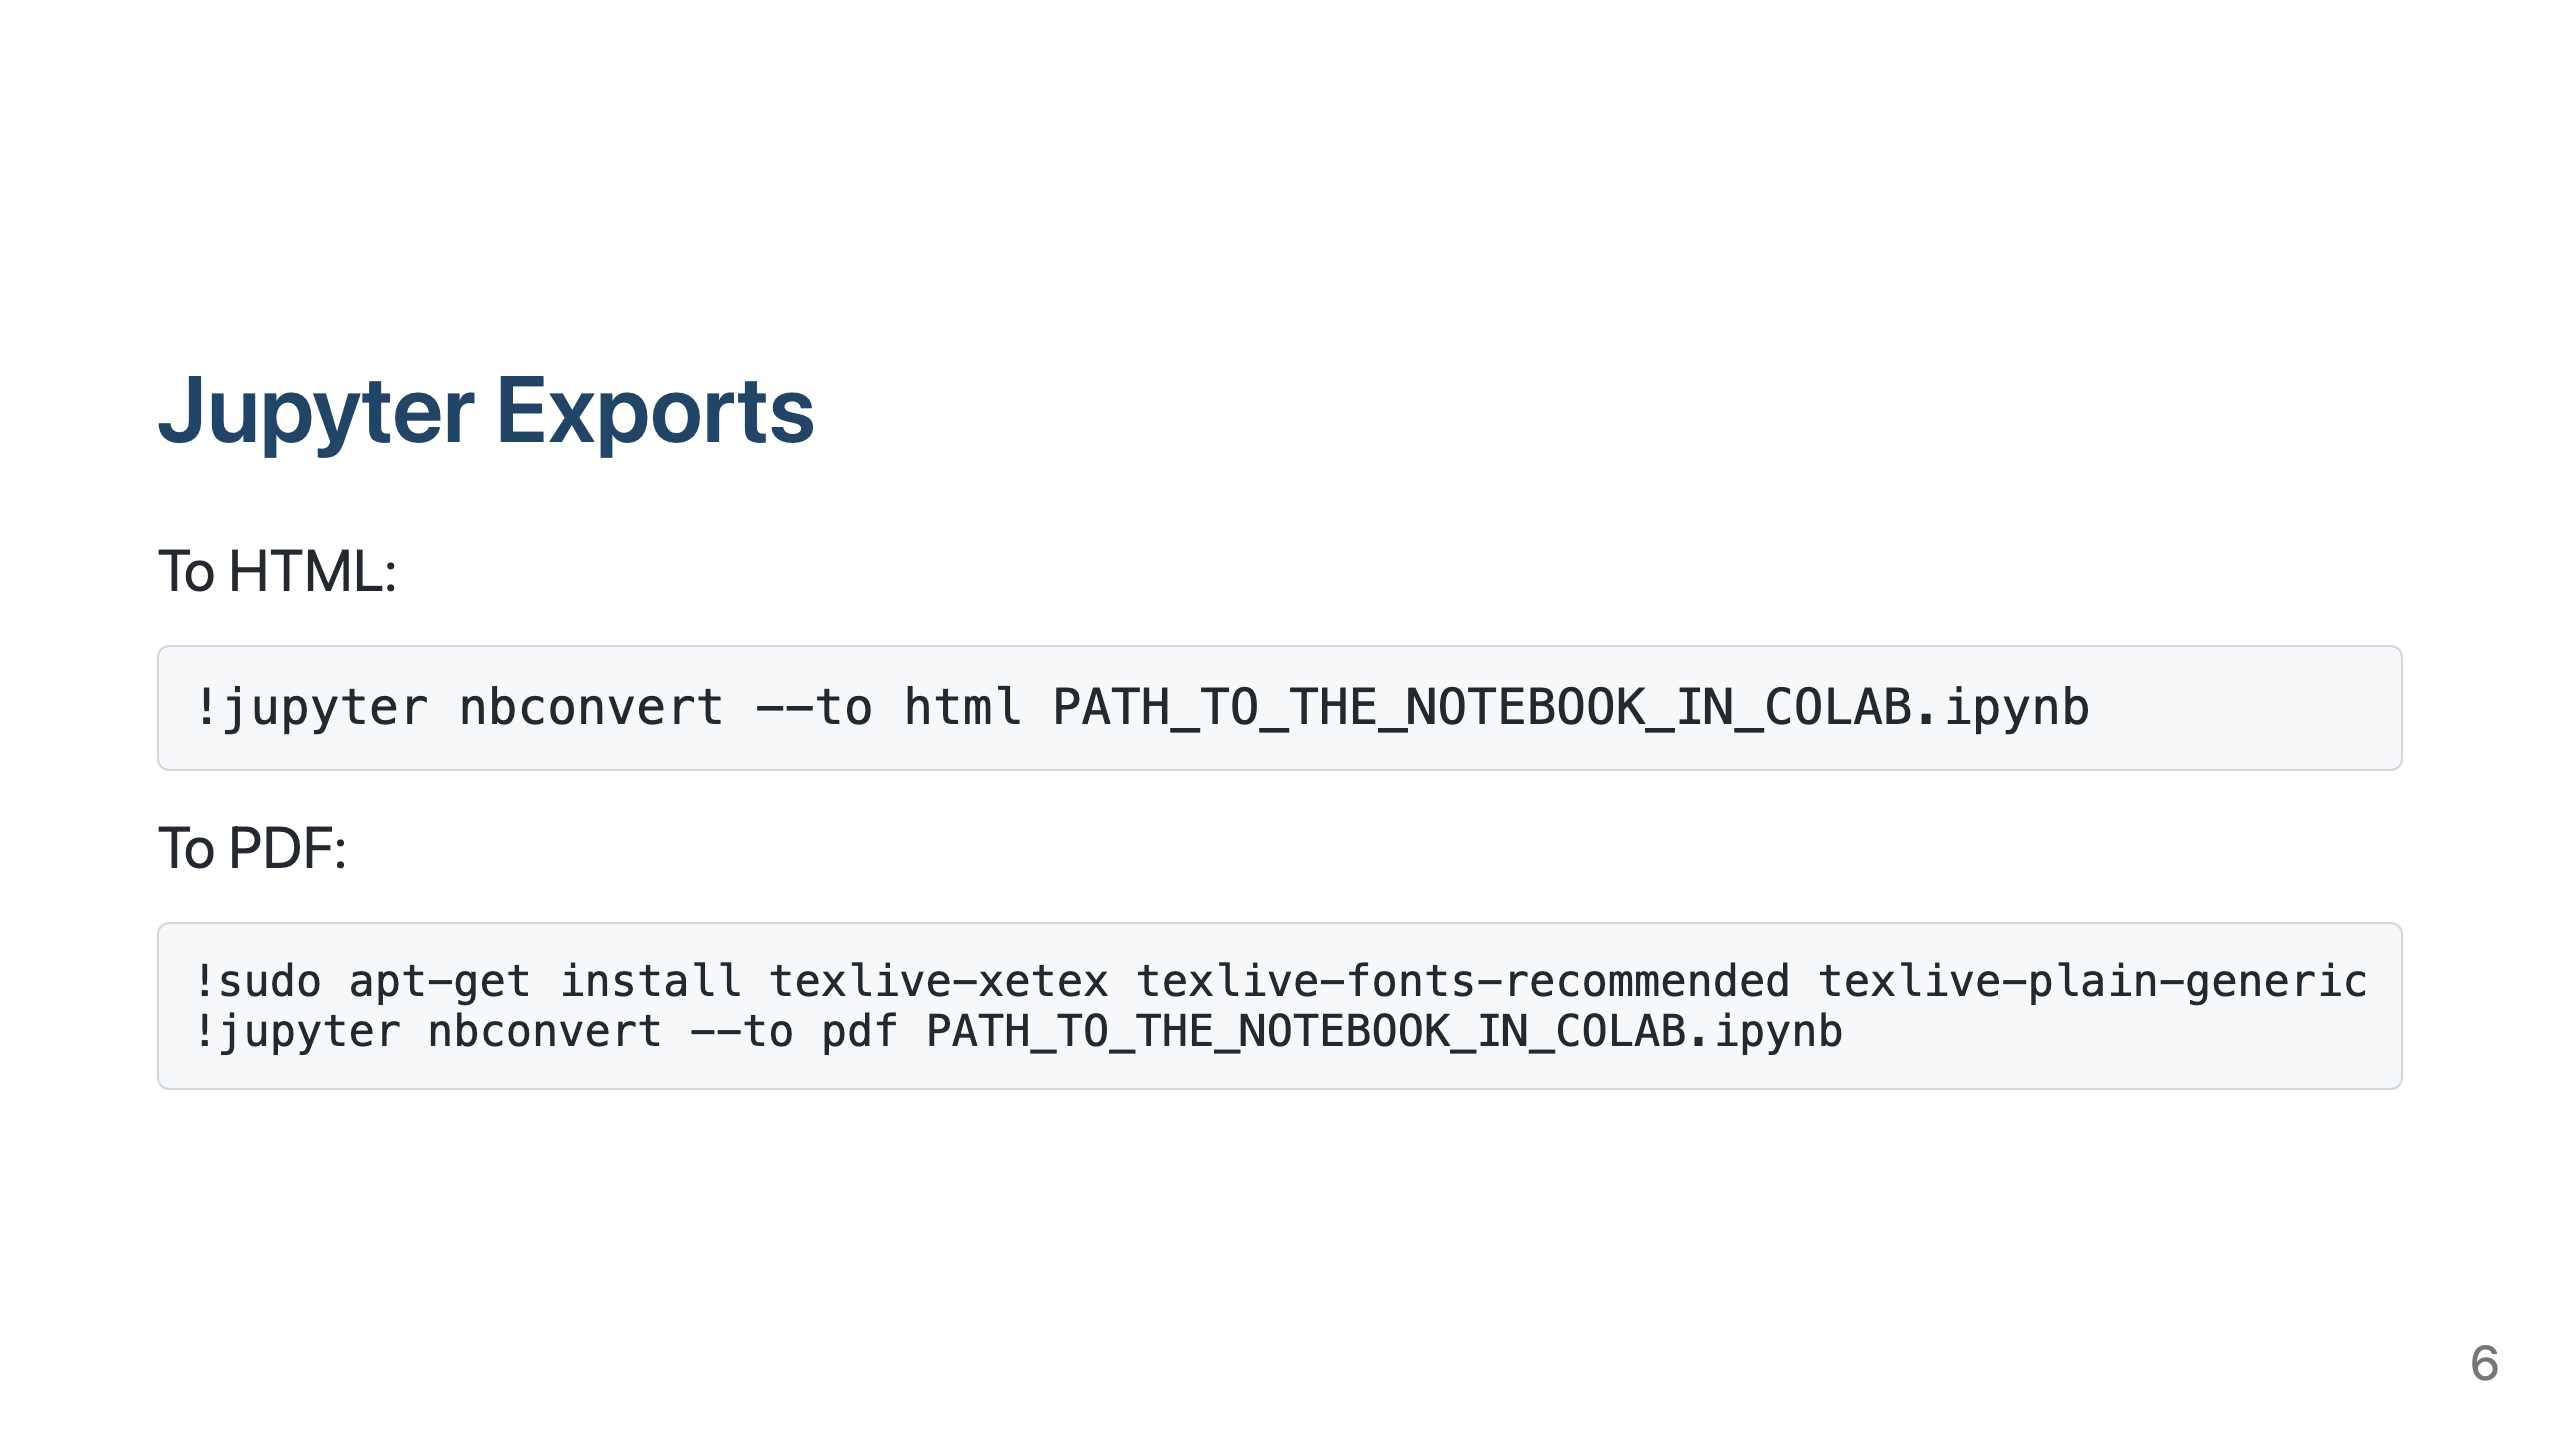 Jupyter Exports
To HTML:
!jupyter nbconvert --to html PATH_TO_THE_NOTEBOOK_IN_COLAB.ipynb
To PDF:
!sudo apt-get install texlive-xetex texlive-fonts-recommended texlive-plain-generic
!jupyter nbconvert --to pdf PATH_TO_THE_NOTEBOOK_IN_COLAB.ipynb
6